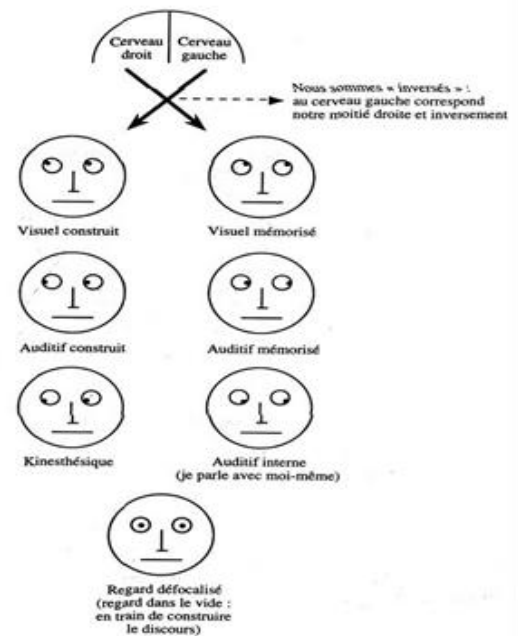 Cerveau Cerveau
droit gauche
Nous sommes « inversés » :
au cerveau gauche correspond
notre moitié droite et inversement
Visuel construit
Visuel mémorisé
Auditif construit
Auditif mémorisé
Kinesthésique
Auditif interne
(je parle avec moi-même)
Regard défocalisé
(regard dans le vide :
en train de construire
le discours)